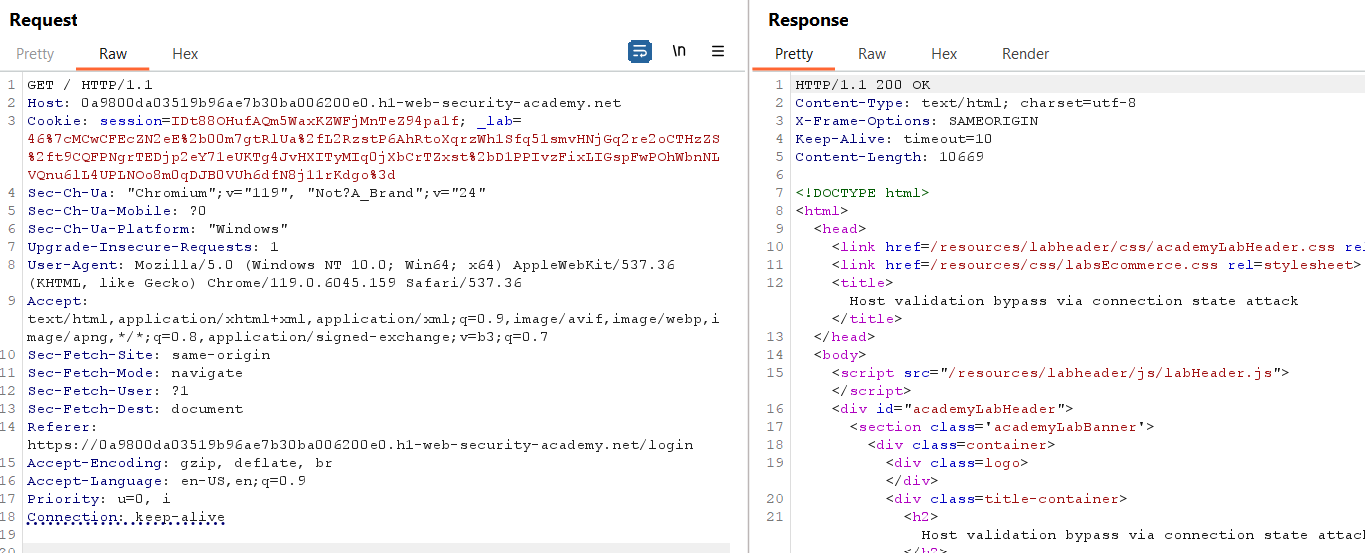 Request
Pretty Raw Hex
\n
1 GET / HTTP/1.1
2 Host: 0a9800da03519b96ae7b30ba006200e0.h1-web-security-academy.net
3 Cookie: session=IDt88OHufAQm5WaxKZWFjMnTeZ94pa1f; _lab=
46%7cMCwCFEcZN2eE%2b00m7gtRlUa%2fL2RzstP6AhRtoXqrzWh1Sfq51smvHNjGq2re2oCTHzZS
%2ft9CQFPNgrTEDjp2eY71eUKTg4JvHXITyMIq0jXbCrTZxst%2bDlPPIvzFixLIGspFwPOhWbnNL
VQnu6lL4UPLNOo8m0qDJB0VUh6dfN8jl1rKdgo%3d
4 Sec-Ch-Ua: "Chromium";v="119", "Not?A_Brand";v="24"
5 Sec-Ch-Ua-Mobile: ?0
6 Sec-Ch-Ua-Platform: "Windows"
7 Upgrade-Insecure-Requests: 1
8 User-Agent: Mozilla/5.0 (Windows NT 10.0; Win64; x64) AppleWebKit/537.36
(KHTML, like Gecko) Chrome/119.0.6045.159 Safari/537.36
9 Accept:
text/html,application/xhtml+xml,application/xml;q=0.9,image/avif,image/webp,i
mage/apng,*/*;q=0.8,application/signed-exchange;v=b3;q=0.7
10 Sec-Fetch-Site: same-origin
11 Sec-Fetch-Mode: navigate
12 Sec-Fetch-User: ?1
13 Sec-Fetch-Dest: document
14 Referer:
https://0a9800da03519b96ae7b30ba006200e0.h1-web-security-academy.net/login
15 Accept-Encoding: gzip, deflate, br
16 Accept-Language: en-US,en;q=0.9
17 Priority: u=0, i
18 Connection: keep-alive
19
20
Response
Pretty Raw Hex Render
1 HTTP/1.1 200 OK
2 Content-Type: text/html; charset=utf-8
3 X-Frame-Options: SAMEORIGIN
4 Keep-Alive: timeout=10
5 Content-Length: 10669
6
7 <!DOCTYPE html>
8 <html>
9 <head>
10 <link href=/resources/labheader/css/academyLabHeader.css rel
11 <link href=/resources/css/labsEcommerce.css rel=stylesheet>
12 <title>
Host validation bypass via connection state attack
</title>
13 </head>
14 <body>
15 <script src="/resources/labheader/js/labHeader.js">
</script>
16 <div id="academyLabHeader">
17 <section class='academyLabBanner'>
18 <div class=container>
19 <div class=logo>
</div>
20 <div class=title-container>
21 <h2>
Host validation bypass via connection state attack
</h2>